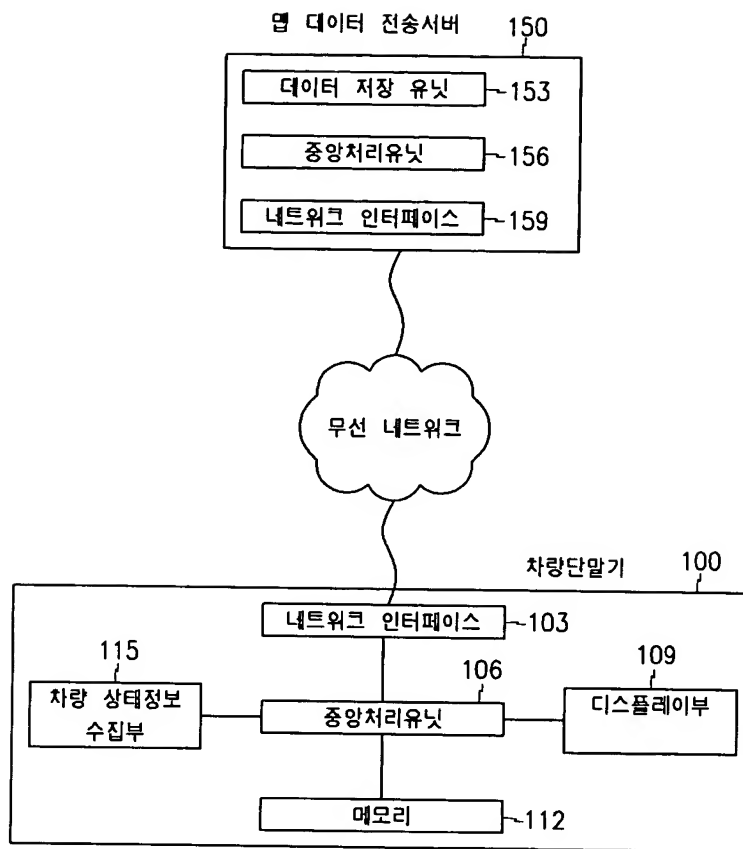 맵 데이터 전송서버
150
데이터 저장 유닛
153
중앙처리유닛
156
네트워크 인터페이스
159
무선 네트워크
차량단말기
100
네트워크 인터페이스
103
115
차량 상태정보
수집부
106
중앙처리유닛
109
디스플레이부
메모리
112